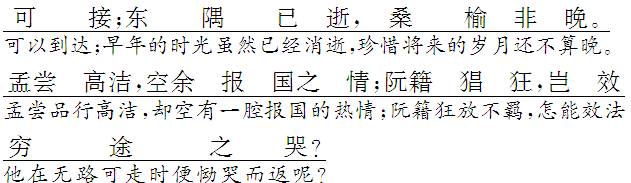 可接;东隅已逝，桑榆非晚。
可以到达;早年的时光虽然已经消逝，珍惜将来的岁月还不算晚。
孟尝高洁，空余报国之情;阮籍猖狂，岂效
孟尝品行高洁，却空有一腔报国的热情;阮籍狂放不羁，怎能效法
穷途之哭?
他在无路可走时便恸哭而返呢?